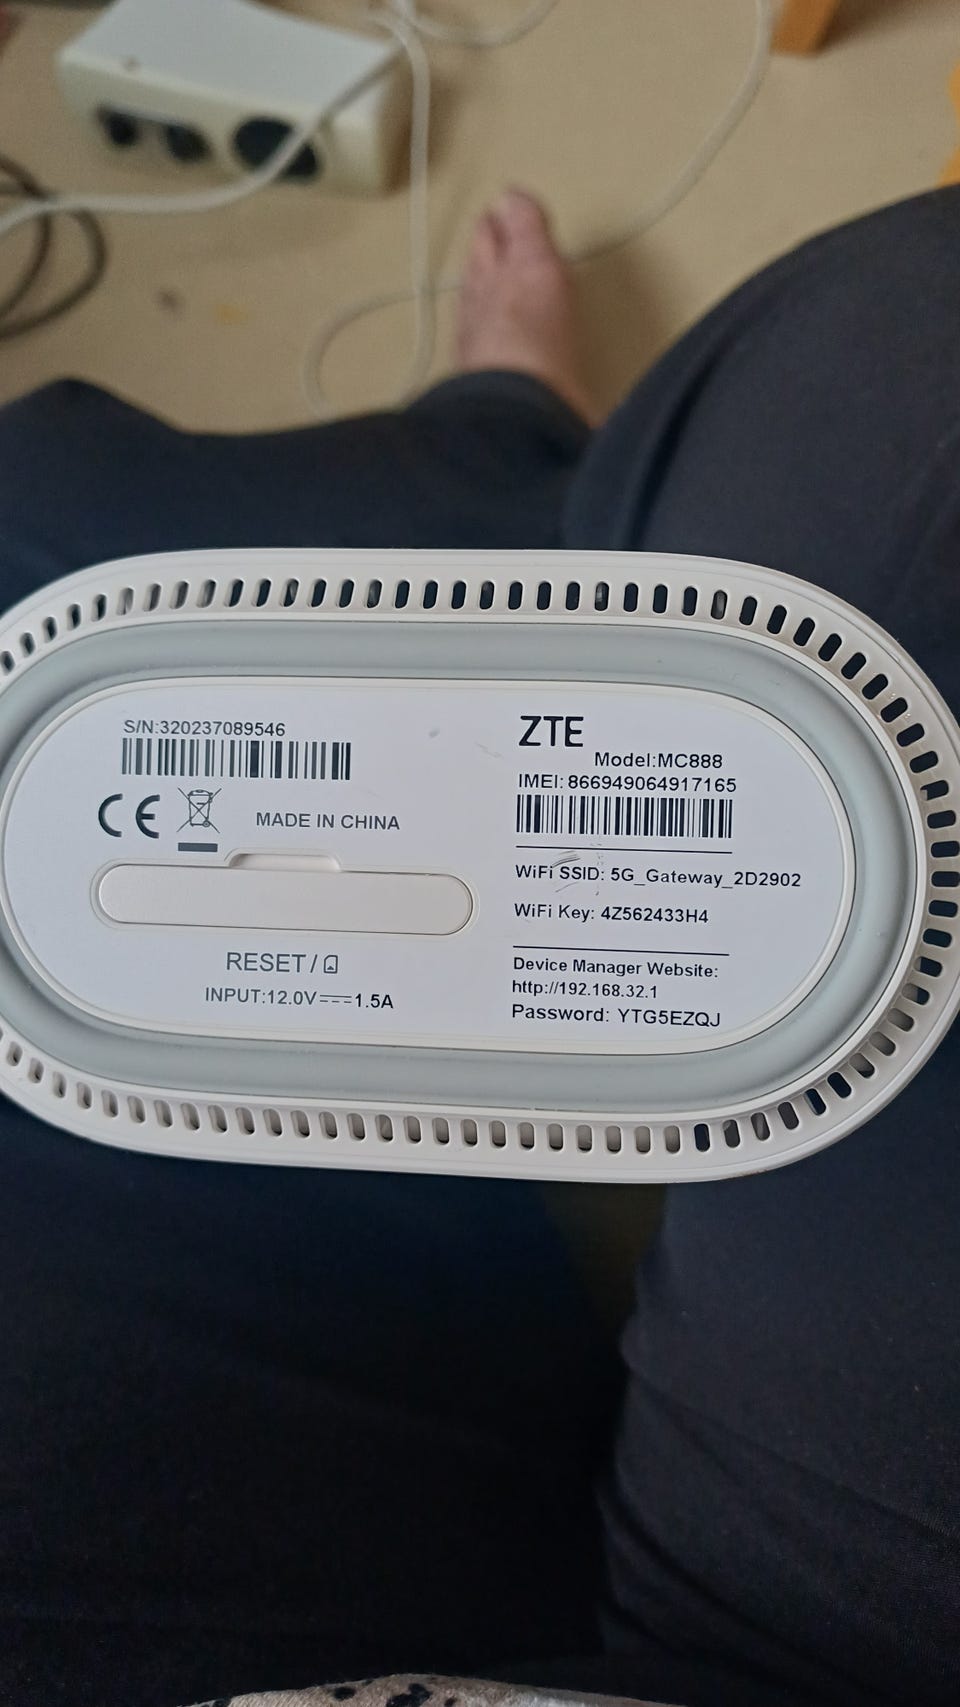 S/N:320237089546
MADE IN CHINA
RESET/
INPUT:12.0V⎓1.5A
ZTE
Model:MC888
IMEI:866949064917165
WiFi SSID: 5G_Gateway_2D2902
WiFi Key: 4Z562433H4
Device Manager Website:
http://192.168.32.1
Password: YTG5EZQJ